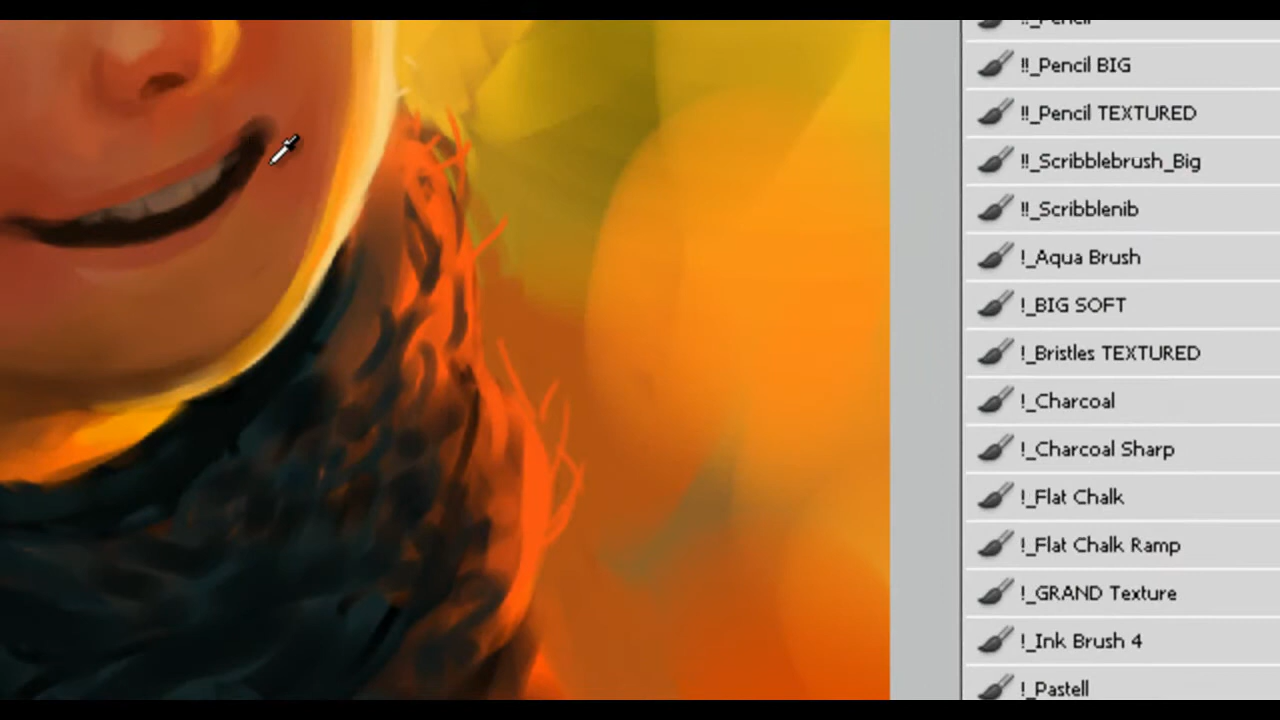 !!_Pencil
!!_Pencil BIG
!!_Pencil TEXTURED
!!_Scribblebrush_Big
!!_Scribblenib
!_Aqua Brush
!_BIG SOFT
!_Bristles TEXTURED
!_Charcoal
!_Charcoal Sharp
!_Flat Chalk
!_Flat Chalk Ramp
!_GRAND Texture
!_Ink Brush 4
!_Pastell